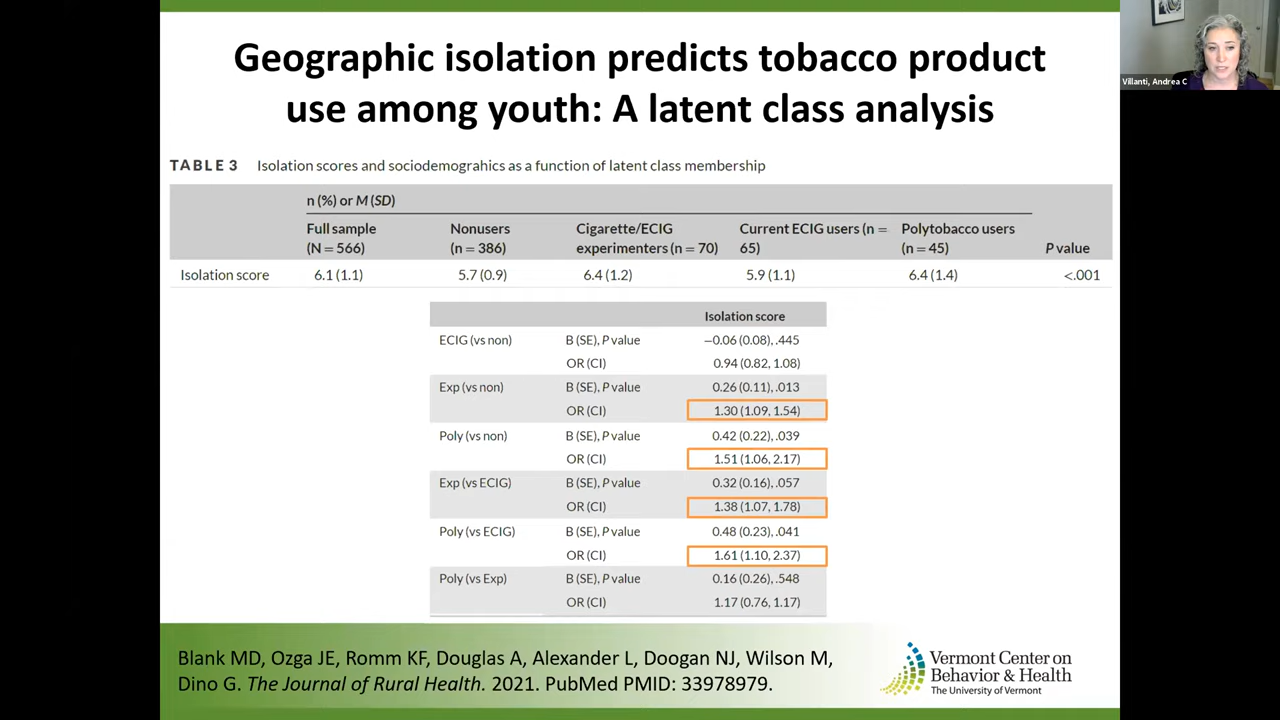 Geographic isolation predicts tobacco product
use among youth: A latent class analysis
Villanti, Andrea C
TABLE 3 Isolation scores and sociodemograhics as a function of latent class membership
n (%) or M (SD)
Full sample (N = 566) Nonusers (n = 386) Cigarette/ECIG experimenters (n = 70) Current ECIG users (n = 65) Polytobacco users (n = 45) P value
Isolation score 6.1 (1.1) 5.7 (0.9) 6.4 (1.2) 5.9 (1.1) 6.4 (1.4) <.001
Isolation score
ECIG (vs non) B (SE), P value −0.06 (0.08), .445
OR (CI) 0.94 (0.82, 1.08)
Exp (vs non) B (SE), P value 0.26 (0.11), .013
OR (CI) 1.30 (1.09, 1.54)
Poly (vs non) B (SE), P value 0.42 (0.22), .039
OR (CI) 1.51 (1.06, 2.17)
Exp (vs ECIG) B (SE), P value 0.32 (0.16), .057
OR (CI) 1.38 (1.07, 1.78)
Poly (vs ECIG) B (SE), P value 0.48 (0.23), .041
OR (CI) 1.61 (1.10, 2.37)
Poly (vs Exp) B (SE), P value 0.16 (0.26), .548
OR (CI) 1.17 (0.76, 1.17)
Blank MD, Ozga JE, Romm KF, Douglas A, Alexander L, Doogan NJ, Wilson M,
Dino G. The Journal of Rural Health. 2021. PubMed PMID: 33978979.
Vermont Center on
Behavior & Health
The University of Vermont